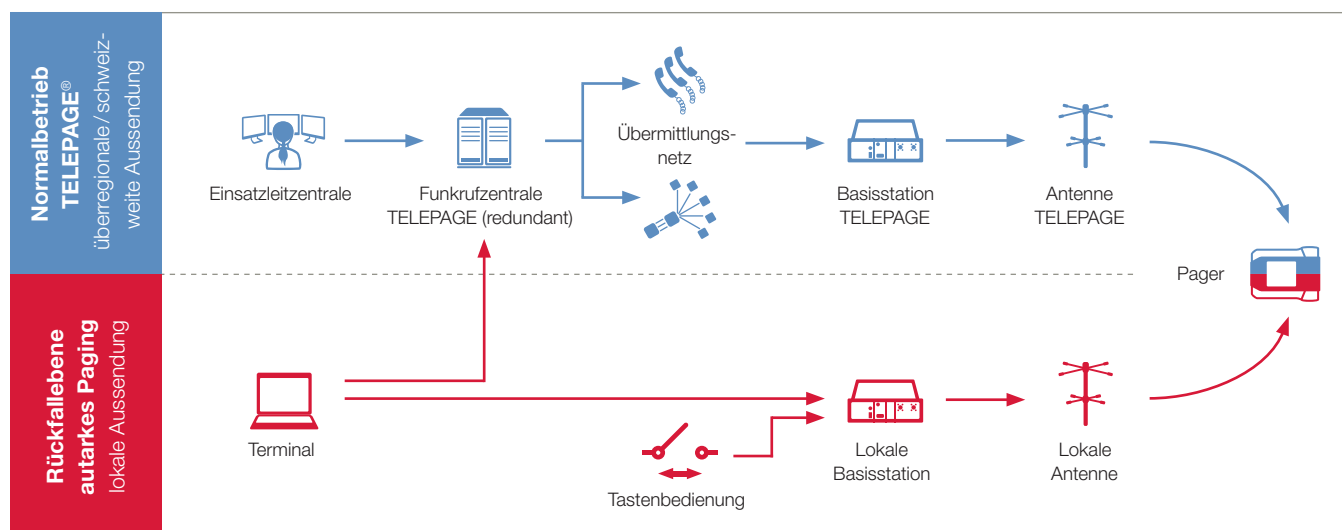 Normalbetrieb
TELEPAGE®
überregionale / schweiz-
weite Aussendung
Einsatzleitzentrale
Funkrufzentrale
TELEPAGE (redundant)
Übermittlungs-
netz
Basisstation
TELEPAGE
Antenne
TELEPAGE
Pager
Rückfallebene
autarkes Paging
lokale Aussendung
Terminal
Tastenbedienung
Lokale
Basisstation
Lokale
Antenne